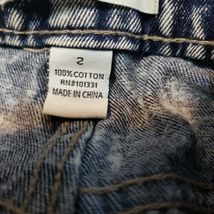 2
100% COTTON
RN#101331
MADE IN CHINA